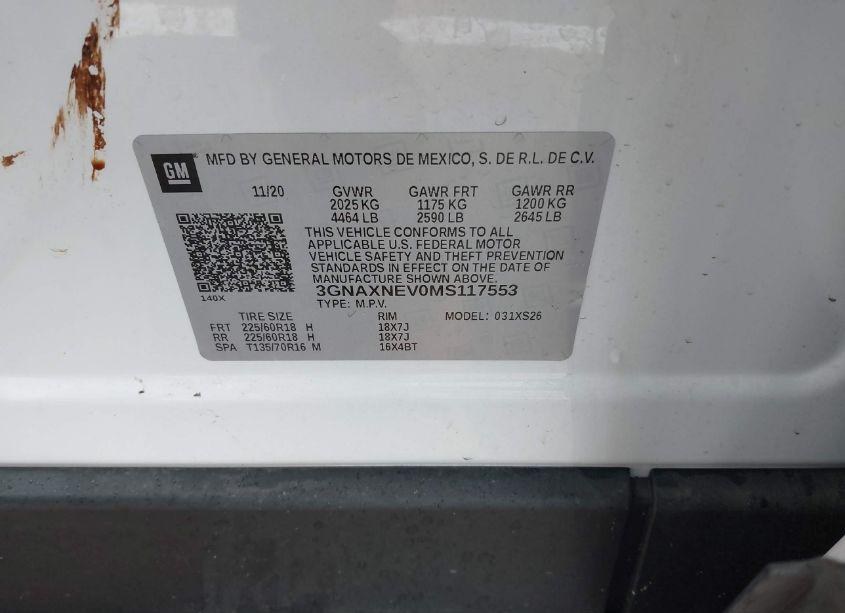 GM
MFD BY GENERAL MOTORS DE MEXICO, S. DE R.L. DE C.V.
11/20 GVWR GAWR FRT GAWR RR
2025 KG 1175 KG 1200 KG
4464 LB 2590 LB 2645 LB
THIS VEHICLE CONFORMS TO ALL
APPLICABLE U.S. FEDERAL MOTOR
VEHICLE SAFETY AND THEFT PREVENTION
STANDARDS IN EFFECT ON THE DATE OF
MANUFACTURE SHOWN ABOVE.
3GNAXNEV0MS117553
140X
TYPE: M.P.V.
TIRE SIZE RIM MODEL: 031XS26
FRT 225/60R18 H 18X7J
RR 225/60R18 H 18X7J
SPA T135/70R16 M 16X4BT